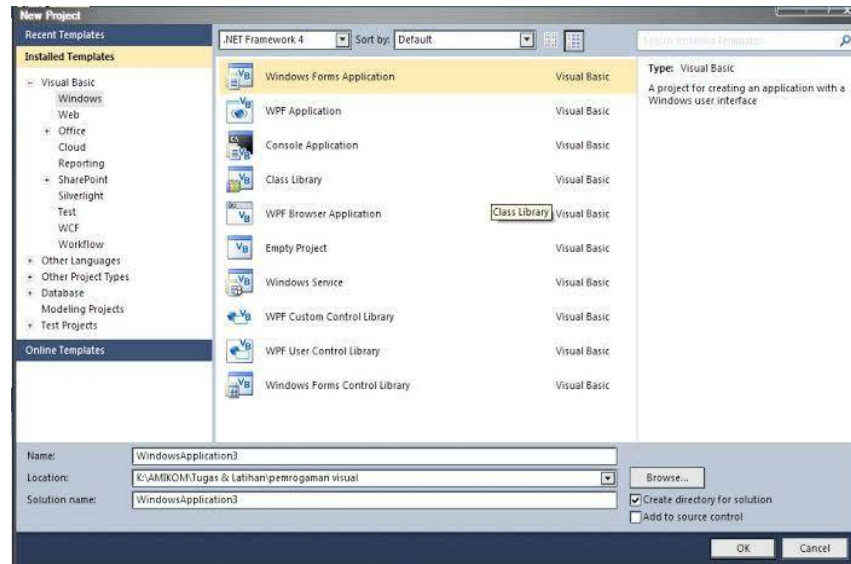 New Project
Recent Templates
.NET Framework 4
Sort by: Default
Search Installed Templates
Installed Templates
Visual Basic
Windows
Web
Office
Cloud
Reporting
SharePoint
Silverlight
Test
WCF
Workflow
Other Languages
Other Project Types
Database
Modeling Projects
Test Projects
Online Templates
Windows Forms Application Visual Basic
WPF Application Visual Basic
Console Application Visual Basic
Class Library Visual Basic
WPF Browser Application Visual Basic
Class Library
Empty Project Visual Basic
Windows Service Visual Basic
WPF Custom Control Library Visual Basic
WPF User Control Library Visual Basic
Windows Forms Control Library Visual Basic
Type: Visual Basic
A project for creating an application with a
Windows user interface
Name: WindowsApplication3
Location: K:\AMIKOM\Tugas & Latihan\pemrogaman visual
Browse...
Solution name: WindowsApplication3
Create directory for solution
Add to source control
OK
Cancel